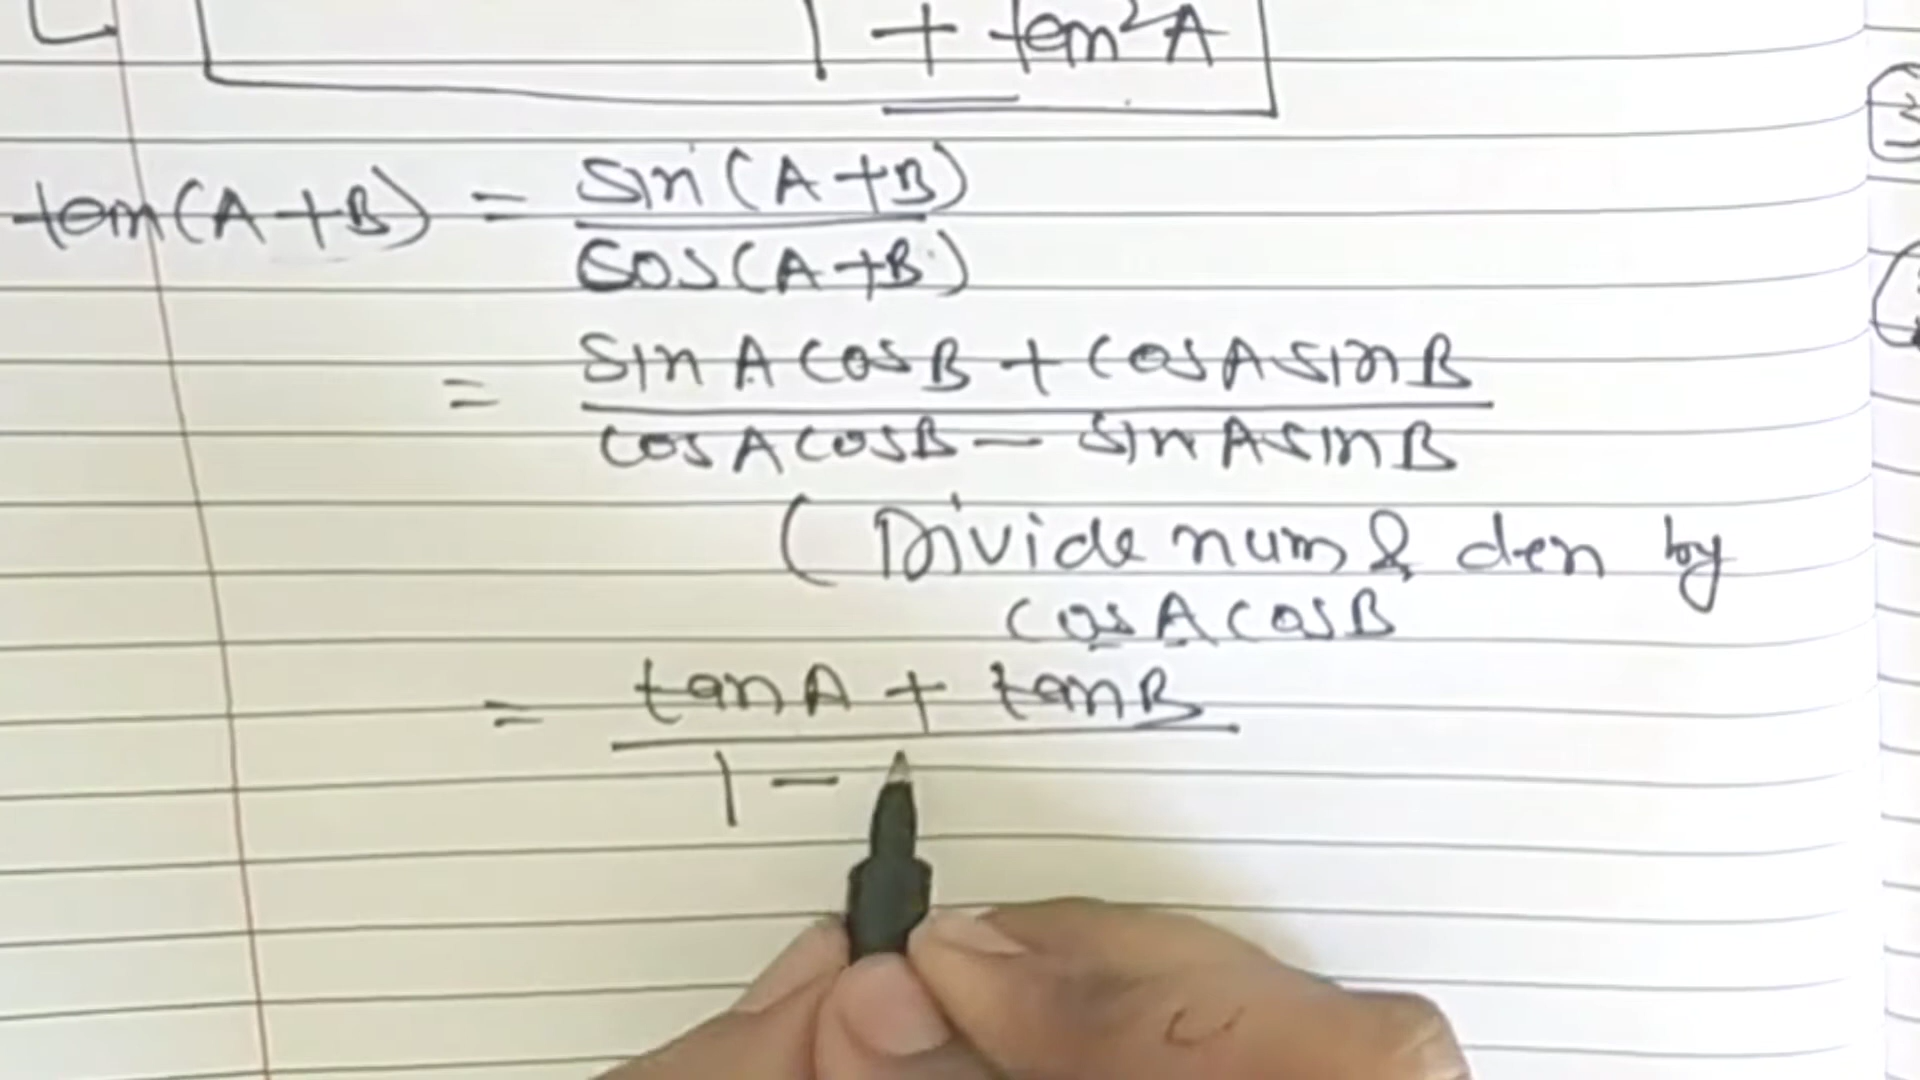 1 + tan²A
tan(A+B) = sin(A+B)
cos(A+B)
= sinA cosB + cosA sinB
cosA cosB - sinA sinB
( Divide num & den by
cosA cosB
= tanA + tanB
1 -